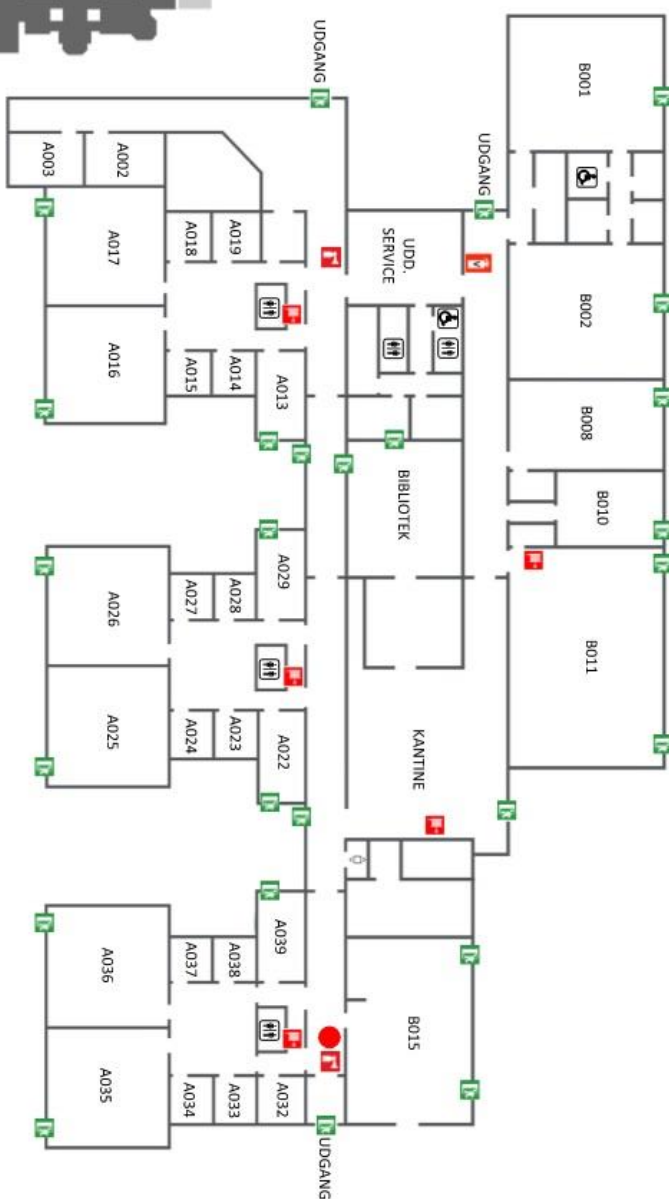 UDGANG
B001
UDGANG
A003
A002
A017
A018
A019
UDD.
SERVICE
B002
A016
A015
A014
A013
B008
BIBLIOTEK
B010
A029
A026
A027
A028
B011
A025
A024
A023
A022
KANTINE
A039
A036
A037
A038
B015
A035
A034
A033
A032
UDGANG